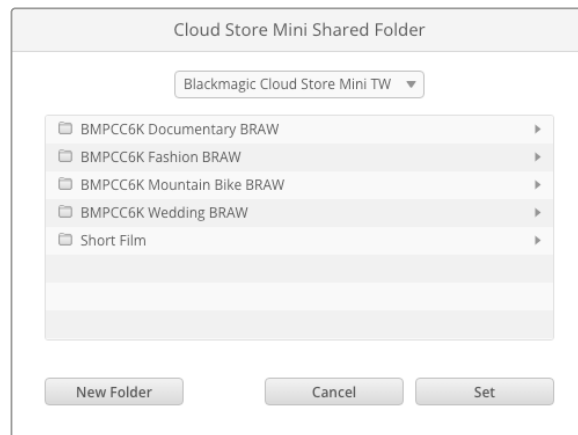 Cloud Store Mini Shared Folder
Blackmagic Cloud Store Mini TW
BMPCC6K Documentary BRAW
BMPCC6K Fashion BRAW
BMPCC6K Mountain Bike BRAW
BMPCC6K Wedding BRAW
Short Film
New Folder Cancel Set